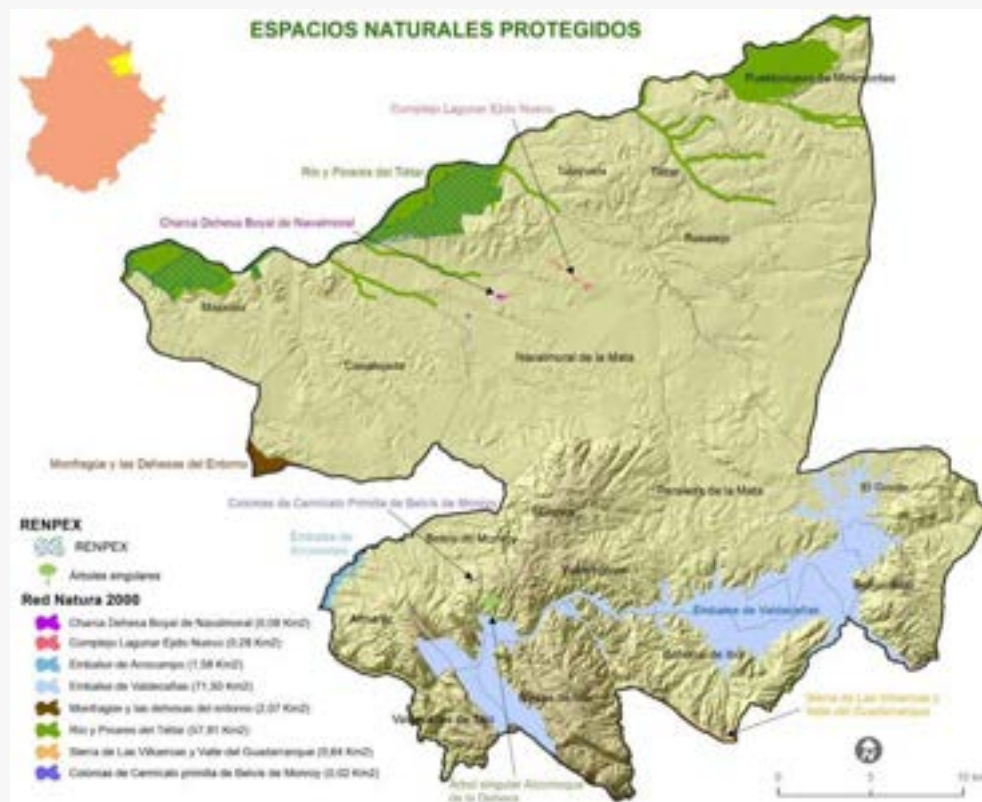 ESPACIOS NATURALES PROTEGIDOS
Complejo Lagunar Ejido Nuevo
Río y Pinares del Tiétar
Talayuela
Tiétar
Charca Dehesa Boyal de Navalmoral
Rosalejo
Majadas
Casatejada
Navalmoral de la Mata
Monfragüe y las Dehesas del Entorno
Peraleda de la Mata
El Gordo
Colonias de Cernícalo Primilla de Belvís de Monroy
Belvís de Monroy
Embalse de
Arrocampo
Almaraz
Embalse de Valdecañas
Sierra de Las Villuercas y
Valle del Guadarranque
Árbol singular Alcornoque
de la Dehesa
RENPEX
RENPEX
Árboles singulares
Red Natura 2000
Charca Dehesa Boyal de Navalmoral (0,08 Km2)
Complejo Lagunar Ejido Nuevo (0,28 Km2)
Embalse de Arrocampo (1,58 Km2)
Embalse de Valdecañas (71,50 Km2)
Monfragüe y las dehesas del entorno (2,07 Km2)
Río y Pinares del Tiétar (57,81 Km2)
Sierra de Las Villuercas y Valle del Guadarranque (0,64 Km2)
Colonias de Cernícalo primilla de Belvís de Monroy (0,02 Km2)
0 5 10 km